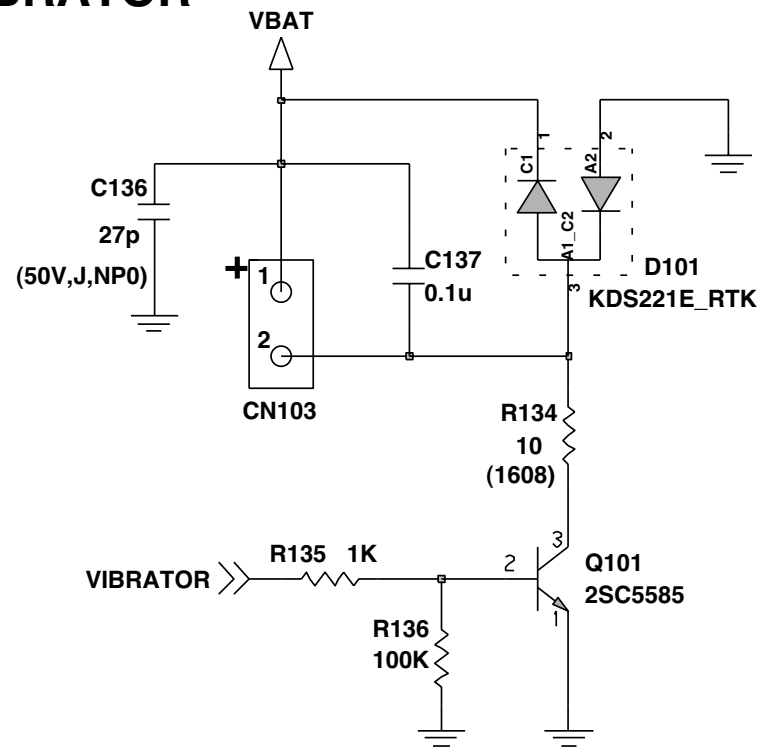 VBAT
C136
27p
(50V,J,NP0)
+
1
2
CN103
C137
0.1u
1
2
C1
A2
A1_C2
3
D101
KDS221E_RTK
R134
10
(1608)
VIBRATOR
R135 1K
2
3
1
Q101
2SC5585
R136
100K